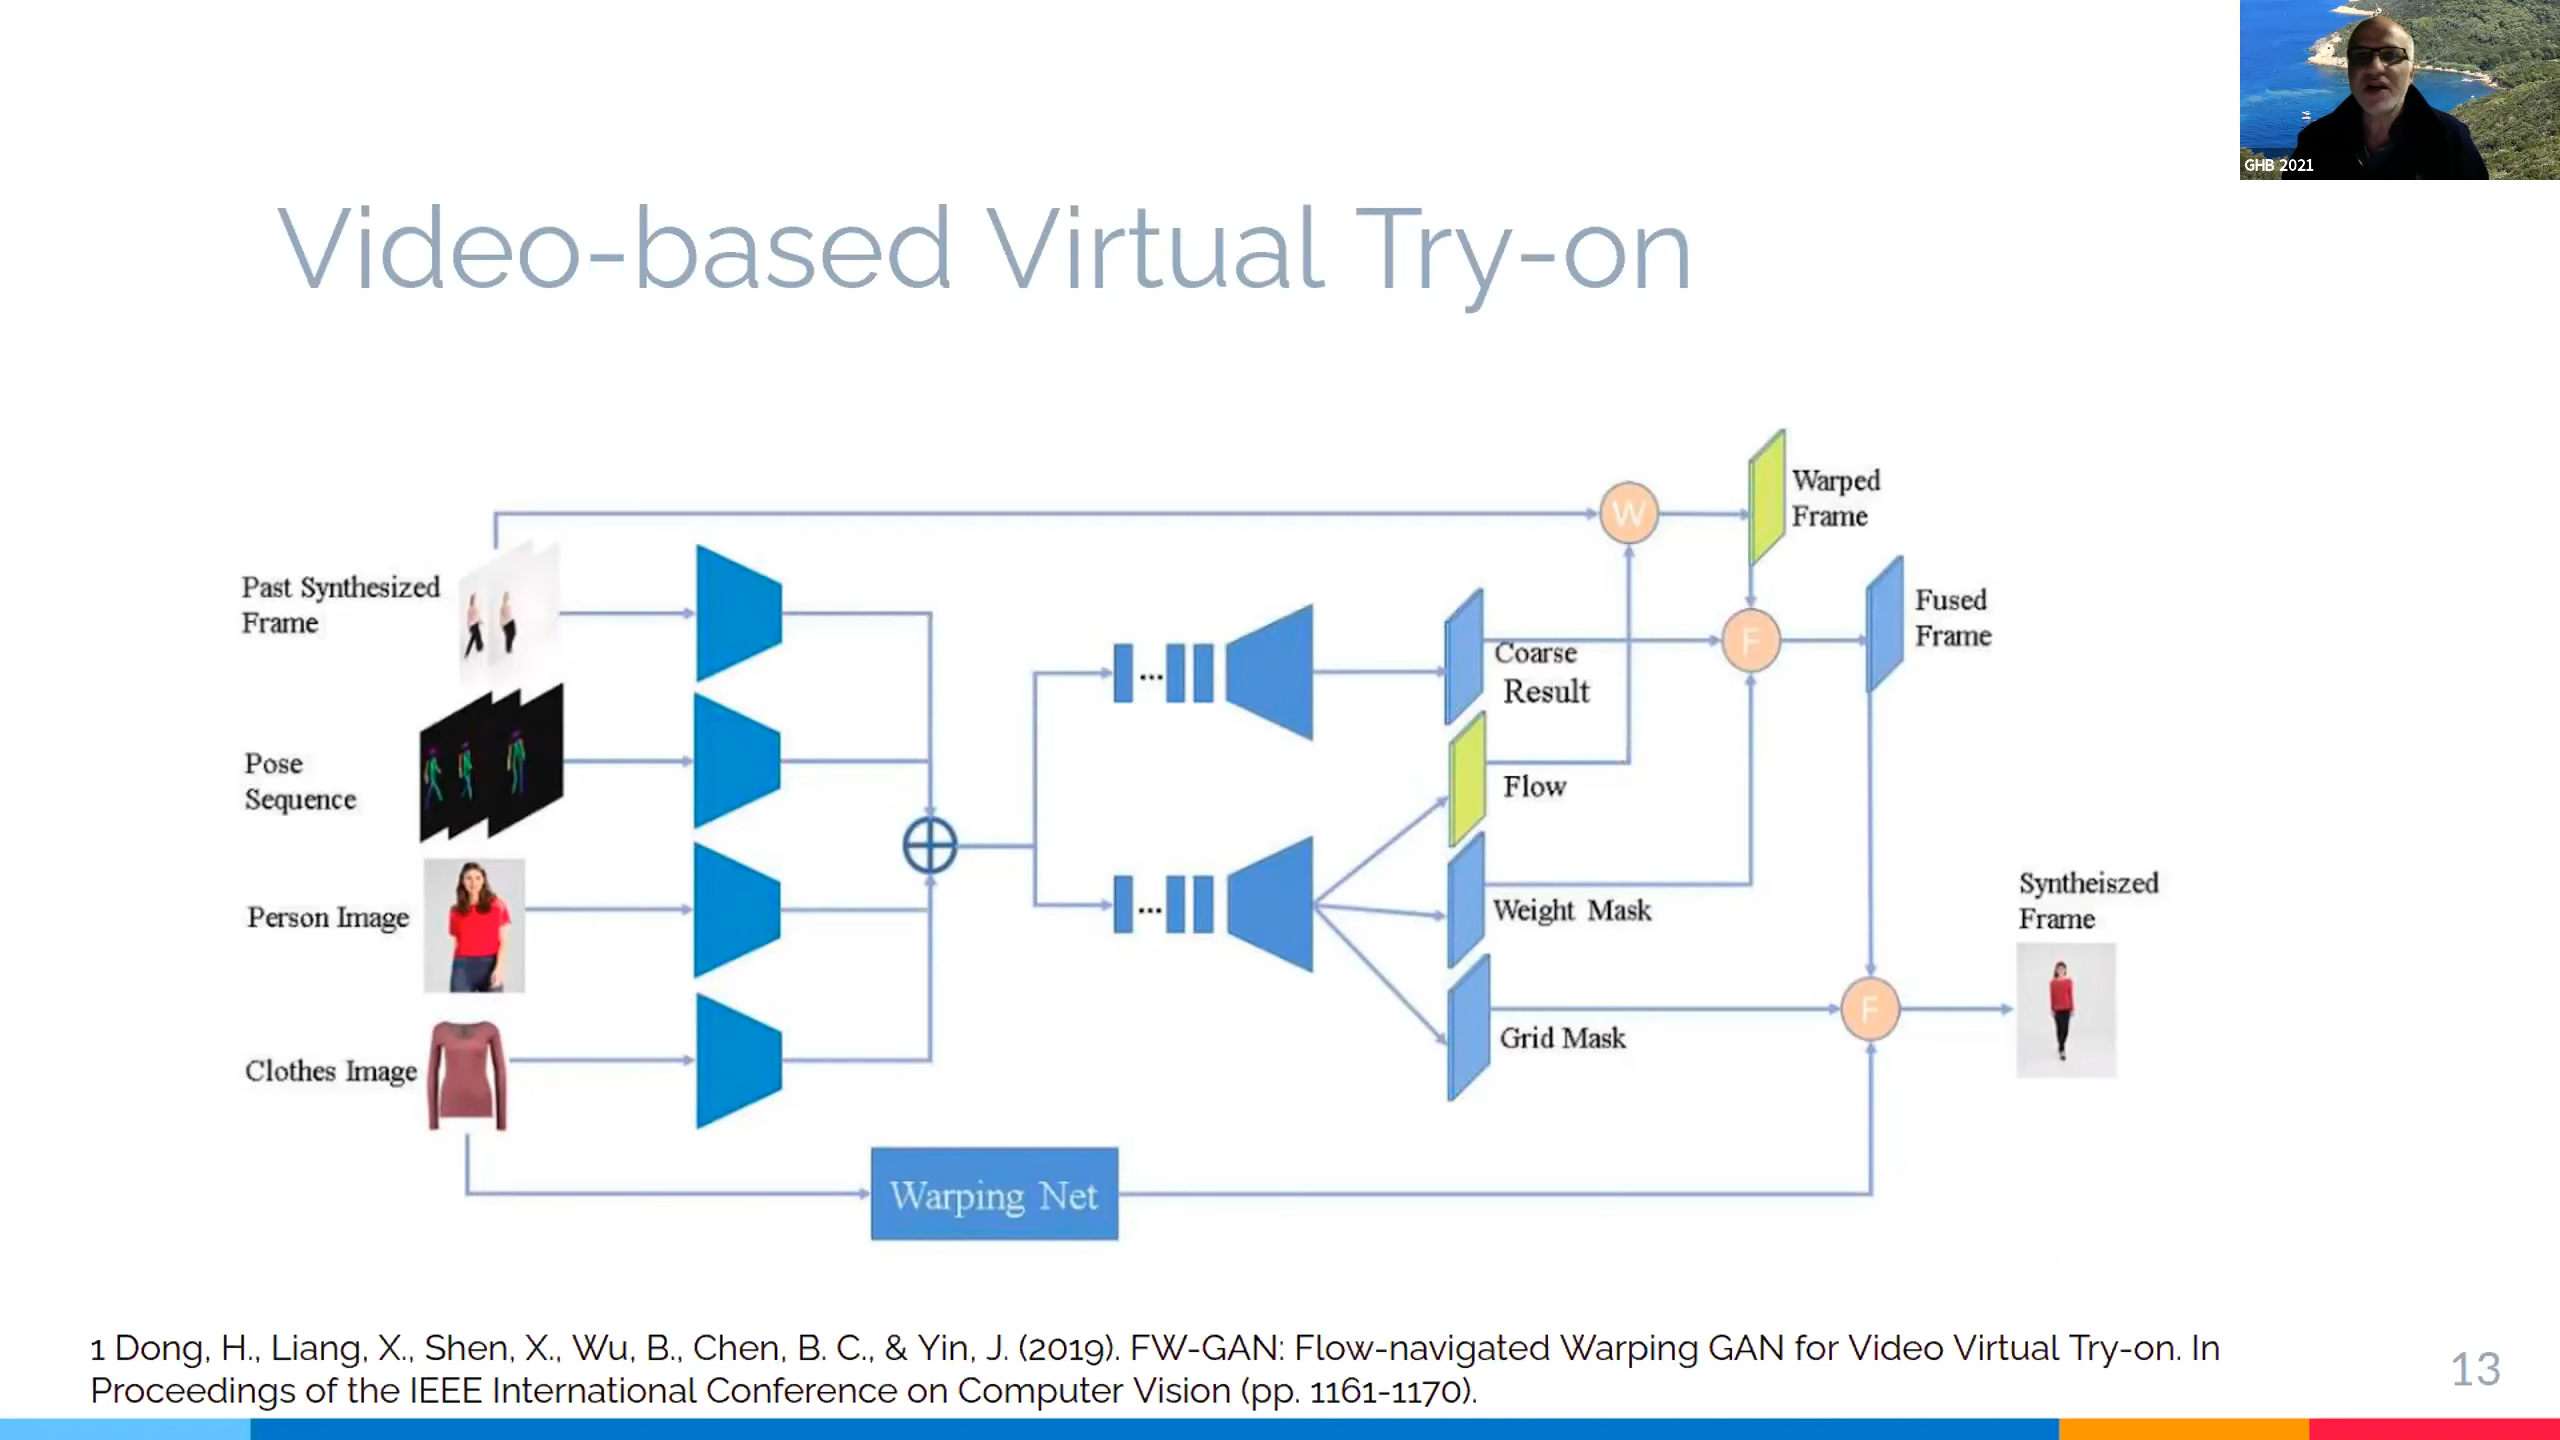 GHB 2021
Video-based Virtual Try-on
Warped
Frame
W
Past Synthesized
Frame
Fused
Frame
F
Coarse
Result
Pose
Sequence
Flow
Person Image
Weight Mask
Syntheiszed
Frame
F
Grid Mask
Clothes Image
Warping Net
1 Dong, H., Liang, X., Shen, X., Wu, B., Chen, B. C., & Yin, J. (2019). FW-GAN: Flow-navigated Warping GAN for Video Virtual Try-on. In
Proceedings of the IEEE International Conference on Computer Vision (pp. 1161-1170).
13